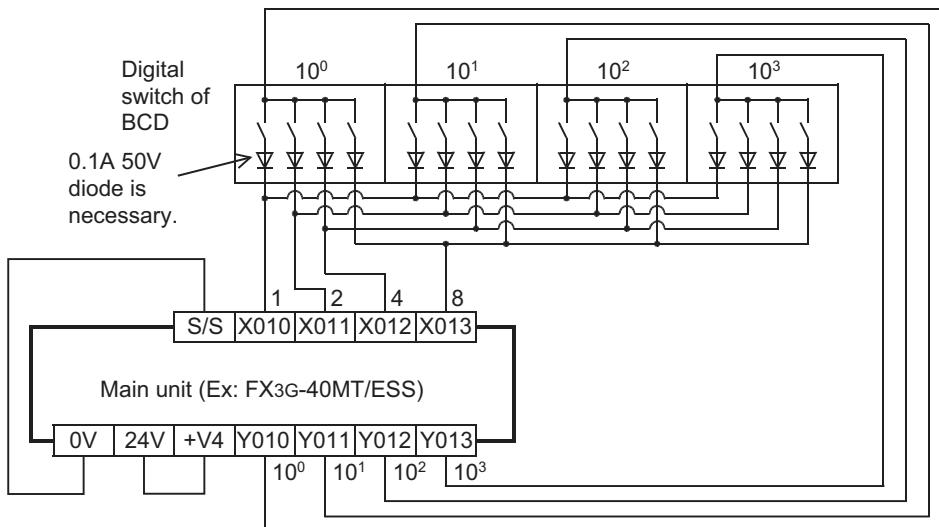 Digital
switch of
BCD
10⁰ 10¹ 10² 10³
0.1A 50V
diode is
necessary.
1 2 4 8
S/S X010 X011 X012 X013
Main unit (Ex: FX3G-40MT/ESS)
0V 24V +V4 Y010 Y011 Y012 Y013
10⁰ 10¹ 10² 10³